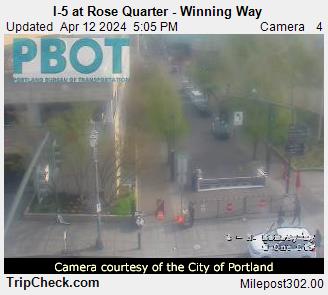 I-5 at Rose Quarter - Winning Way
Updated Apr 12 2024 5:05 PM Camera 4
PBOT
PORTLAND BUREAU OF TRANSPORTATION
Camera courtesy of the City of Portland
TripCheck.com Milepost302.00